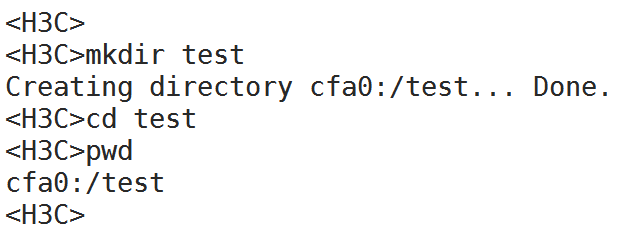 <H3C>
<H3C>mkdir test
Creating directory cfa0:/test... Done.
<H3C>cd test
<H3C>pwd
cfa0:/test
<H3C>